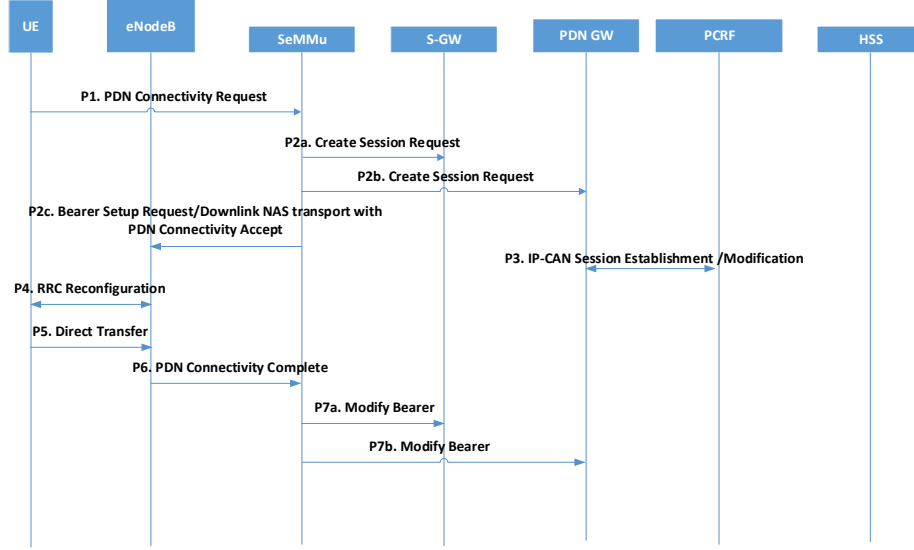 UE
eNodeB
SeMMu
S-GW
PDN GW
PCRF
HSS
P1. PDN Connectivity Request
P2a. Create Session Request
P2b. Create Session Request
P2c. Bearer Setup Request/Downlink NAS transport with
PDN Connectivity Accept
P3. IP-CAN Session Establishment /Modification
P4. RRC Reconfiguration
P5. Direct Transfer
P6. PDN Connectivity Complete
P7a. Modify Bearer
P7b. Modify Bearer